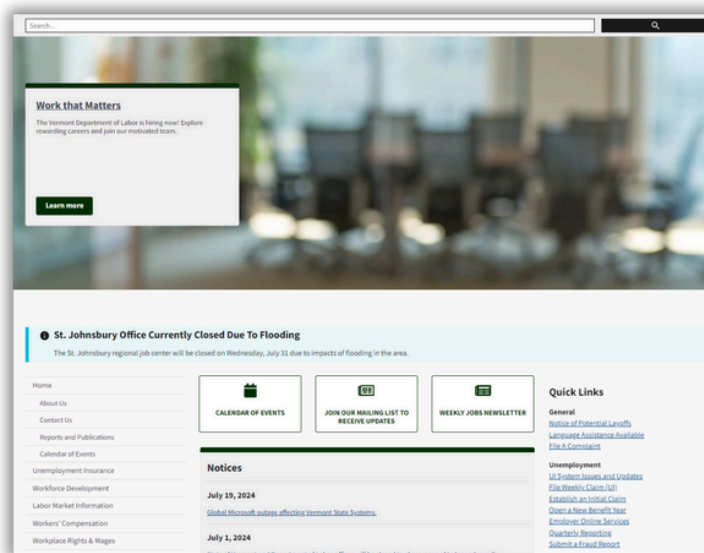 Search...
Work that Matters
The Vermont Department of Labor is hiring now! Explore
rewarding careers and join our motivated team.
Learn more
St. Johnsbury Office Currently Closed Due To Flooding
The St. Johnsbury regional job center will be closed on Wednesday, July 31 due to impacts of flooding in the area.
Home
About Us
Contact Us
Reports and Publications
Calendar of Events
Unemployment Insurance
Workforce Development
Labor Market Information
Workers' Compensation
Workplace Rights & Wages
CALENDAR OF EVENTS
JOIN OUR MAILING LIST TO
RECEIVE UPDATES
WEEKLY JOBS NEWSLETTER
Notices
July 19, 2024
Global Microsoft outage affecting Vermont State Systems.
July 1, 2024
Quick Links
General
Notice of Potential Layoffs
Language Assistance Available
File A Complaint
Unemployment
UI System Issues and Updates
File Weekly Claim (UI)
Establish an Initial Claim
Open a New Benefit Year
Employer Online Services
Quarterly Reporting
Submit a Fraud Report